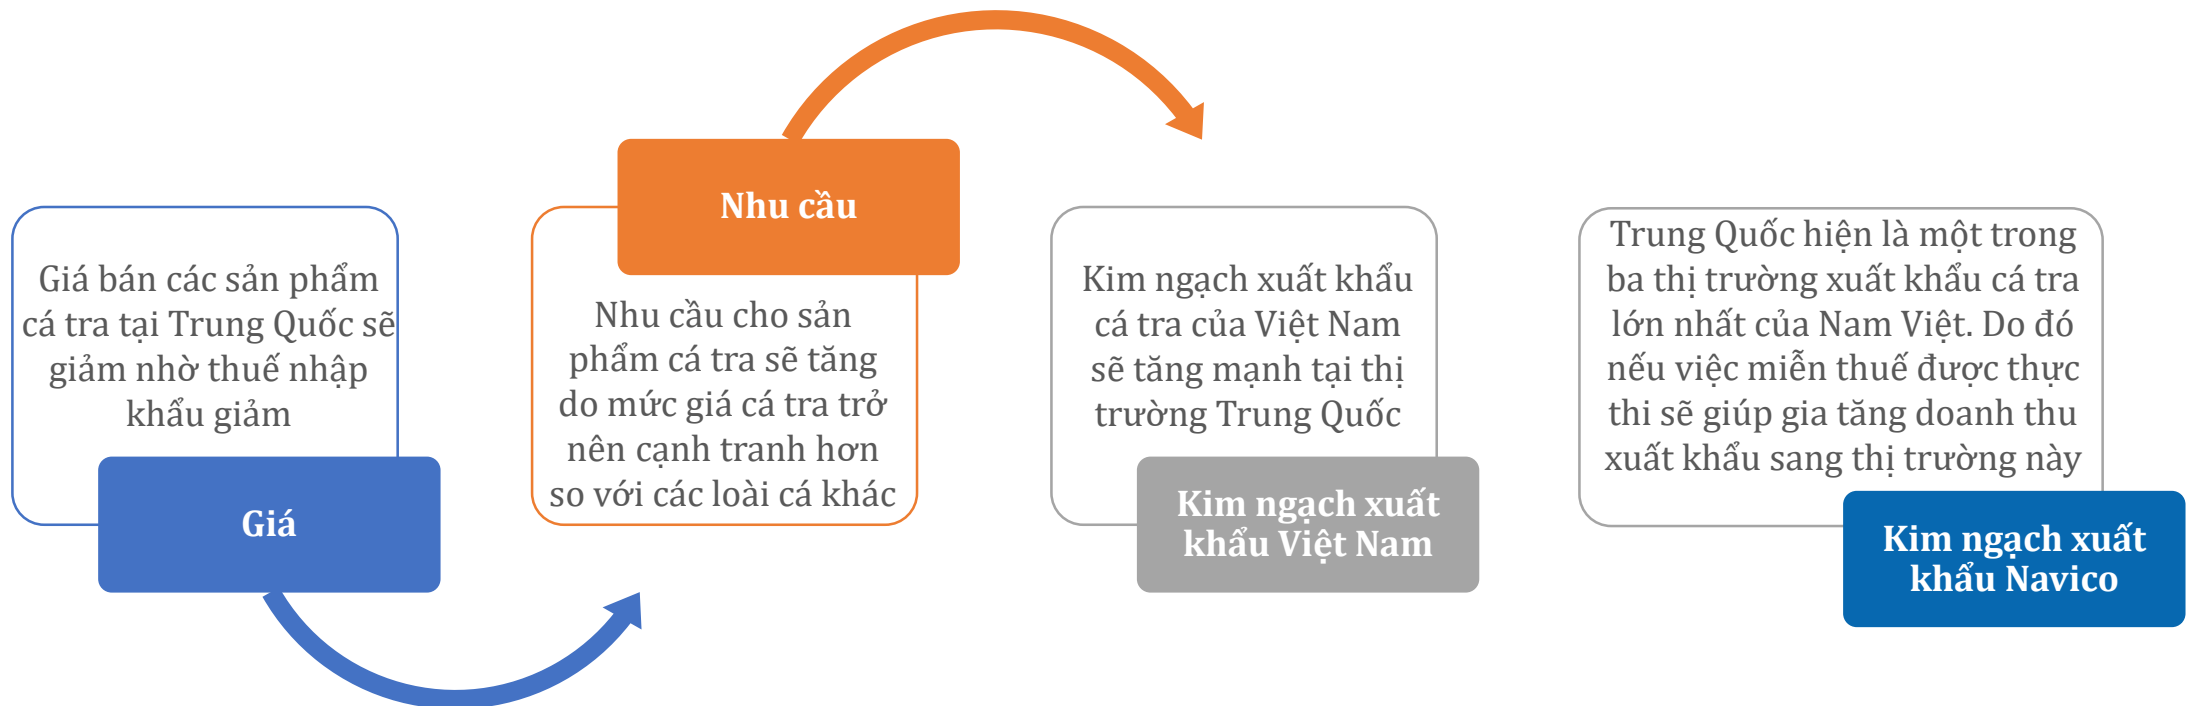 Giá bán các sản phẩm
cá tra tại Trung Quốc sẽ
giảm nhờ thuế nhập
khẩu giảm
Giá
Nhu cầu
Nhu cầu cho sản
phẩm cá tra sẽ tăng
do mức giá cá tra trở
nên cạnh tranh hơn
so với các loài cá khác
Kim ngạch xuất khẩu
cá tra của Việt Nam
sẽ tăng mạnh tại thị
trường Trung Quốc
Kim ngạch xuất
khẩu Việt Nam
Trung Quốc hiện là một trong
ba thị trường xuất khẩu cá tra
lớn nhất của Nam Việt. Do đó
nếu việc miễn thuế được thực
thi sẽ giúp gia tăng doanh thu
xuất khẩu sang thị trường này
Kim ngạch xuất
khẩu Navico